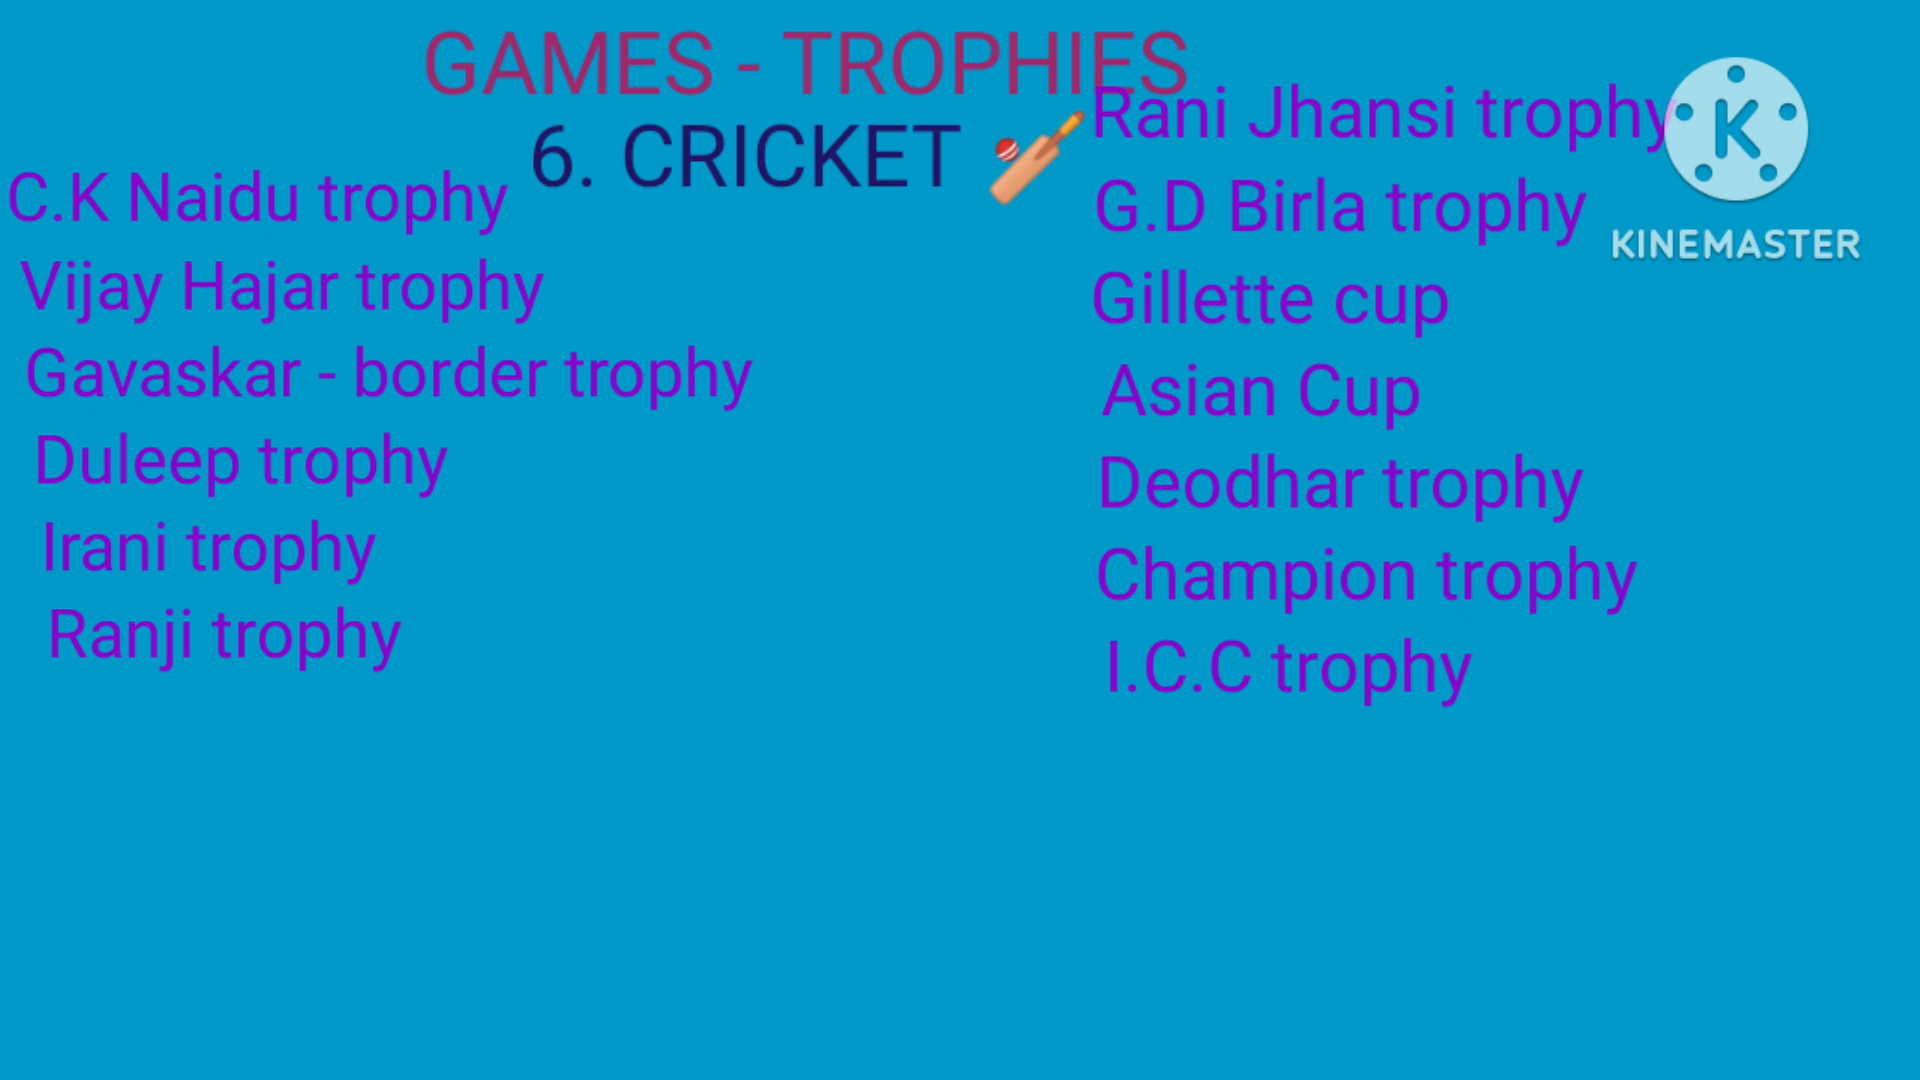 GAMES - TROPHIES
6. CRICKET 🏏
C.K Naidu trophy
Vijay Hajar trophy
Gavaskar - border trophy
Duleep trophy
Irani trophy
Ranji trophy
Rani Jhansi trophy
G.D Birla trophy
Gillette cup
Asian Cup
Deodhar trophy
Champion trophy
I.C.C trophy
K
KINEMASTER